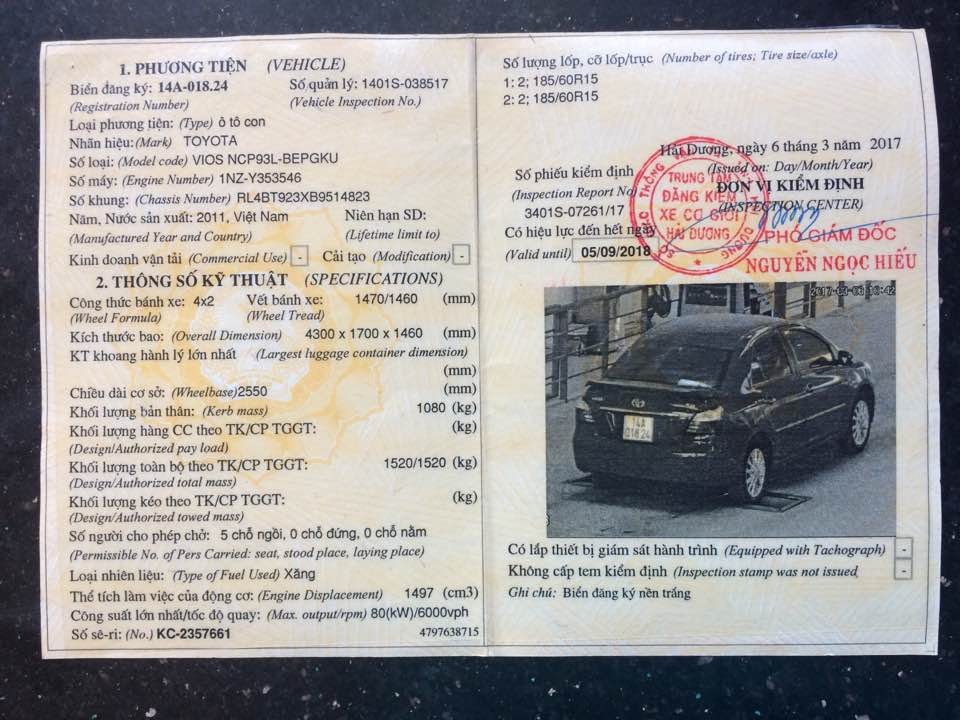 1. PHƯƠNG TIỆN (VEHICLE)
Biển đăng ký: 14A-018.24 Số quản lý: 1401S-038517
(Registration Number) (Vehicle Inspection No.)
Loại phương tiện: (Type) ô tô con
Nhãn hiệu: (Mark) TOYOTA
Số loại: (Model code) VIOS NCP93L-BEPGKU
Số máy: (Engine Number) 1NZ-Y353546
Số khung: (Chassis Number) RL4BT923XB9514823
Năm, Nước sản xuất: 2011, Việt Nam Niên hạn SD:
(Manufactured Year and Country) (Lifetime limit to)
Kinh doanh vận tải (Commercial Use) - Cải tạo (Modification) -
2. THÔNG SỐ KỸ THUẬT (SPECIFICATIONS)
Công thức bánh xe: 4x2 Vết bánh xe: 1470/1460 (mm)
(Wheel Formula) (Wheel Tread)
Kích thước bao: (Overall Dimension) 4300 x 1700 x 1460 (mm)
KT khoang hành lý lớn nhất (Largest luggage container dimension)
(mm)
Chiều dài cơ sở: (Wheelbase) 2550 (mm)
Khối lượng bản thân: (Kerb mass) 1080 (kg)
Khối lượng hàng CC theo TK/CP TGGT: (kg)
(Design/Authorized pay load)
Khối lượng toàn bộ theo TK/CP TGGT: 1520/1520 (kg)
(Design/Authorized total mass)
Khối lượng kéo theo TK/CP TGGT: (kg)
(Design/Authorized towed mass)
Số người cho phép chở: 5 chỗ ngồi, 0 chỗ đứng, 0 chỗ nằm
(Permissible No. of Pers Carried: seat, stood place, laying place)
Loại nhiên liệu: (Type of Fuel Used) Xăng
Thể tích làm việc của động cơ: (Engine Displacement) 1497 (cm3)
Công suất lớn nhất/tốc độ quay: (Max. output/rpm) 80(kW)/6000vph
Số sê-ri: (No.) KC-2357661 4797638715
Số lượng lốp, cỡ lốp/trục (Number of tires; Tire size/axle)
1: 2; 185/60R15
2: 2; 185/60R15
Hải Dương, ngày 6 tháng 3 năm 2017
(Issued on: Day/Month/Year)
Số phiếu kiểm định ĐƠN VỊ KIỂM ĐỊNH
(Inspection Report No) (INSPECTION CENTER)
3401S-07261/17
Có hiệu lực đến hết ngày
(Valid until) 05/09/2018
TRUNG TÂM
ĐĂNG KIỂM
XE CƠ GIỚI
HẢI DƯƠNG
PHÓ GIÁM ĐỐC
NGUYỄN NGỌC HIẾU
14A
018.24
Có lắp thiết bị giám sát hành trình (Equipped with Tachograph) -
Không cấp tem kiểm định (Inspection stamp was not issued -
Ghi chú: Biển đăng ký nền trắng